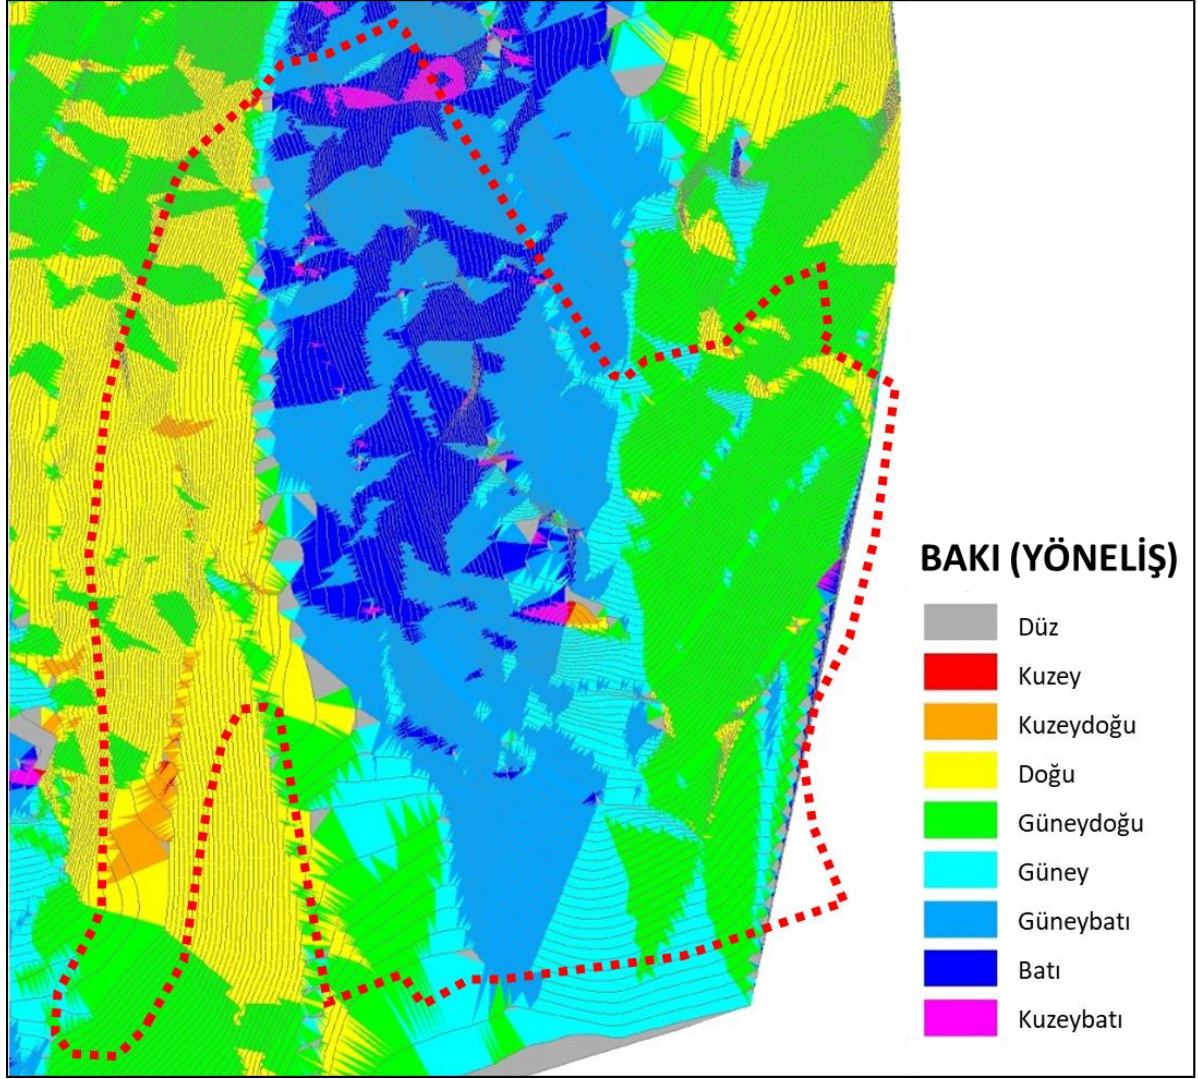 BAKI (YÖNELİŞ)
Düz
Kuzey
Kuzeydoğu
Doğu
Güneydoğu
Güney
Güneybatı
Batı
Kuzeybatı